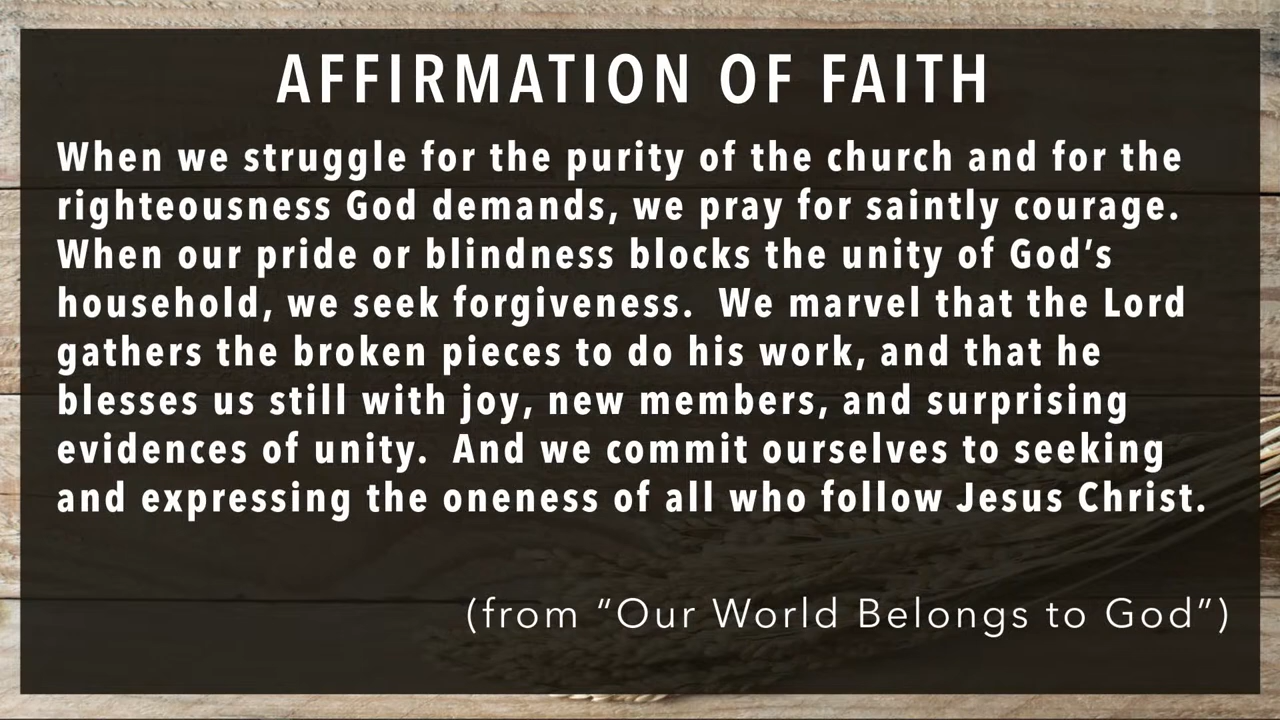 AFFIRMATION OF FAITH
When we struggle for the purity of the church and for the
righteousness God demands, we pray for saintly courage.
When our pride or blindness blocks the unity of God’s
household, we seek forgiveness.  We marvel that the Lord
gathers the broken pieces to do his work, and that he
blesses us still with joy, new members, and surprising
evidences of unity.  And we commit ourselves to seeking
and expressing the oneness of all who follow Jesus Christ.
(from “Our World Belongs to God”)